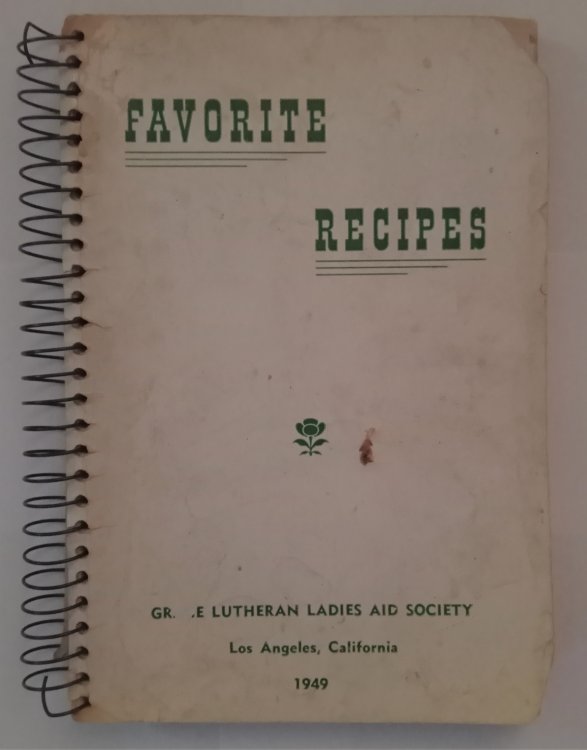 FAVORITE
RECIPES
LUTHERAN LADIES AID SOCIETY
Los Angeles, California
1949